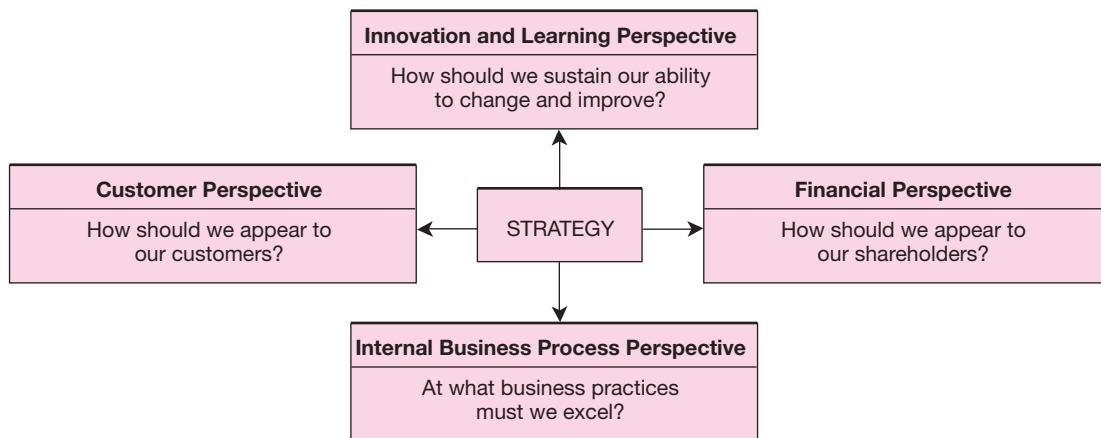 Innovation and Learning Perspective
How should we sustain our ability
to change and improve?
Customer Perspective
How should we appear to
our customers?
STRATEGY
Financial Perspective
How should we appear to
our shareholders?
Internal Business Process Perspective
At what business practices
must we excel?